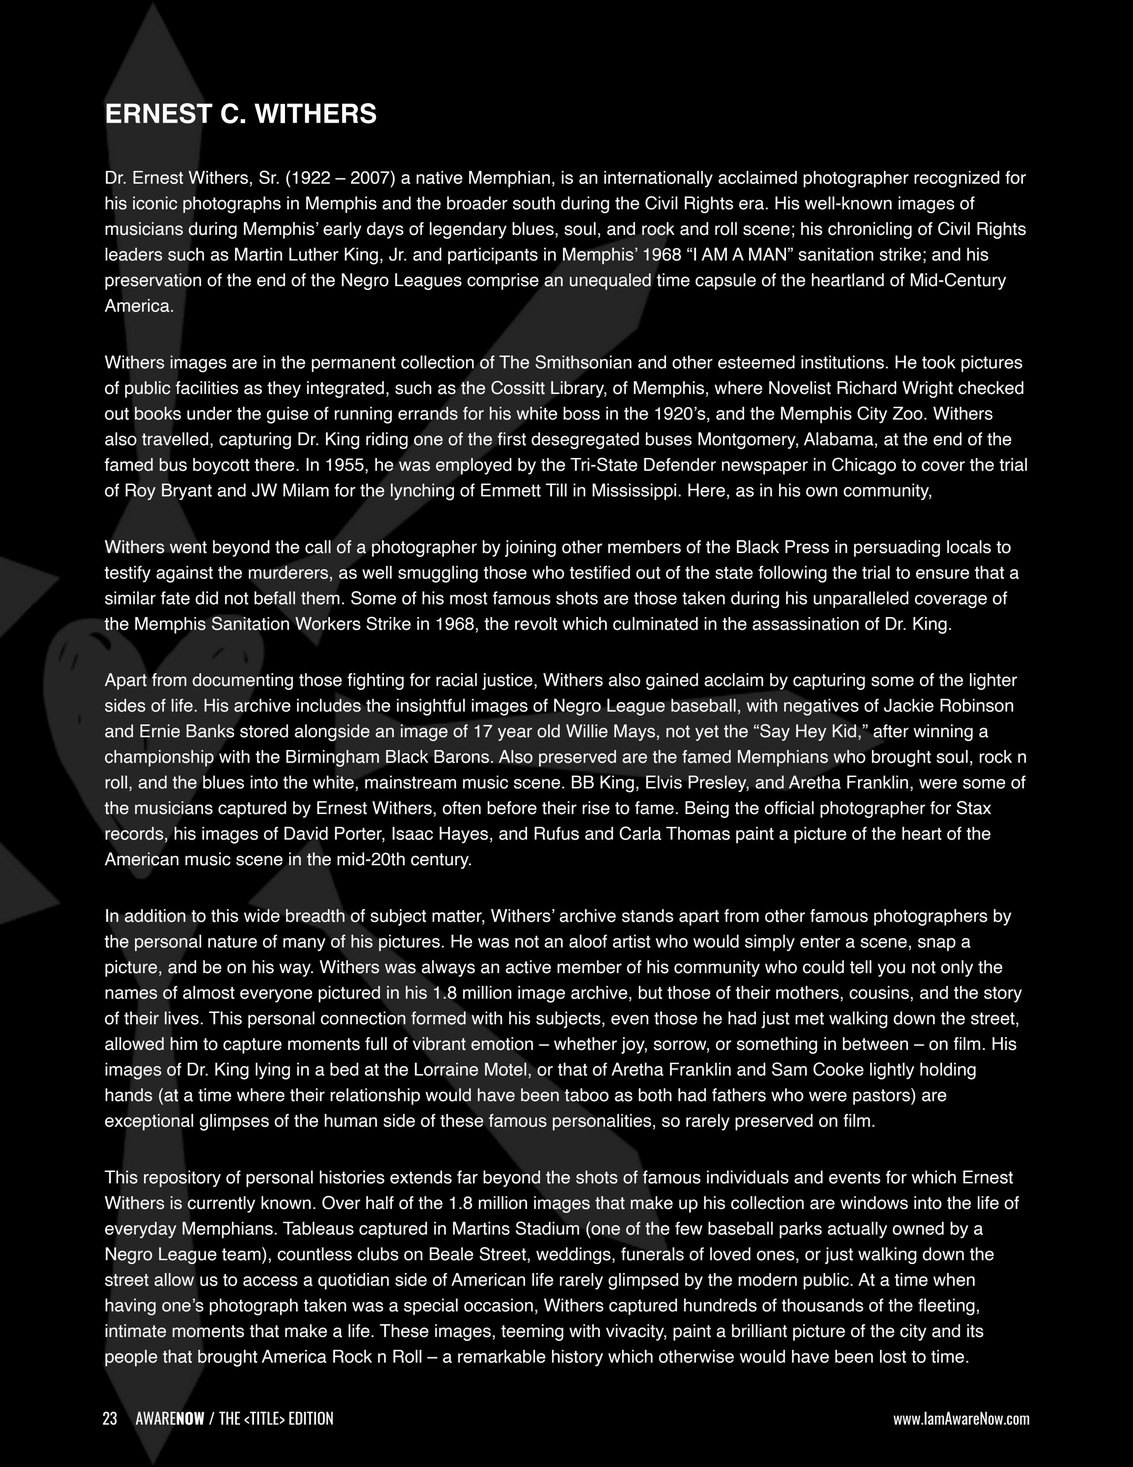 ERNEST C. WITHERS
Dr. Ernest Withers, Sr. (1922 – 2007) a native Memphian, is an internationally acclaimed photographer recognized for
his iconic photographs in Memphis and the broader south during the Civil Rights era. His well-known images of
musicians during Memphis’ early days of legendary blues, soul, and rock and roll scene; his chronicling of Civil Rights
leaders such as Martin Luther King, Jr. and participants in Memphis’ 1968 “I AM A MAN” sanitation strike; and his
preservation of the end of the Negro Leagues comprise an unequaled time capsule of the heartland of Mid-Century
America.
Withers images are in the permanent collection of The Smithsonian and other esteemed institutions. He took pictures
of public facilities as they integrated, such as the Cossitt Library, of Memphis, where Novelist Richard Wright checked
out books under the guise of running errands for his white boss in the 1920’s, and the Memphis City Zoo. Withers
also travelled, capturing Dr. King riding one of the first desegregated buses Montgomery, Alabama, at the end of the
famed bus boycott there. In 1955, he was employed by the Tri-State Defender newspaper in Chicago to cover the trial
of Roy Bryant and JW Milam for the lynching of Emmett Till in Mississippi. Here, as in his own community,
Withers went beyond the call of a photographer by joining other members of the Black Press in persuading locals to
testify against the murderers, as well smuggling those who testified out of the state following the trial to ensure that a
similar fate did not befall them. Some of his most famous shots are those taken during his unparalleled coverage of
the Memphis Sanitation Workers Strike in 1968, the revolt which culminated in the assassination of Dr. King.
Apart from documenting those fighting for racial justice, Withers also gained acclaim by capturing some of the lighter
sides of life. His archive includes the insightful images of Negro League baseball, with negatives of Jackie Robinson
and Ernie Banks stored alongside an image of 17 year old Willie Mays, not yet the “Say Hey Kid,” after winning a
championship with the Birmingham Black Barons. Also preserved are the famed Memphians who brought soul, rock n
roll, and the blues into the white, mainstream music scene. BB King, Elvis Presley, and Aretha Franklin, were some of
the musicians captured by Ernest Withers, often before their rise to fame. Being the official photographer for Stax
records, his images of David Porter, Isaac Hayes, and Rufus and Carla Thomas paint a picture of the heart of the
American music scene in the mid-20th century.
In addition to this wide breadth of subject matter, Withers’ archive stands apart from other famous photographers by
the personal nature of many of his pictures. He was not an aloof artist who would simply enter a scene, snap a
picture, and be on his way. Withers was always an active member of his community who could tell you not only the
names of almost everyone pictured in his 1.8 million image archive, but those of their mothers, cousins, and the story
of their lives. This personal connection formed with his subjects, even those he had just met walking down the street,
allowed him to capture moments full of vibrant emotion – whether joy, sorrow, or something in between – on film. His
images of Dr. King lying in a bed at the Lorraine Motel, or that of Aretha Franklin and Sam Cooke lightly holding
hands (at a time where their relationship would have been taboo as both had fathers who were pastors) are
exceptional glimpses of the human side of these famous personalities, so rarely preserved on film.
This repository of personal histories extends far beyond the shots of famous individuals and events for which Ernest
Withers is currently known. Over half of the 1.8 million images that make up his collection are windows into the life of
everyday Memphians. Tableaus captured in Martins Stadium (one of the few baseball parks actually owned by a
Negro League team), countless clubs on Beale Street, weddings, funerals of loved ones, or just walking down the
street allow us to access a quotidian side of American life rarely glimpsed by the modern public. At a time when
having one’s photograph taken was a special occasion, Withers captured hundreds of thousands of the fleeting,
intimate moments that make a life. These images, teeming with vivacity, paint a brilliant picture of the city and its
people that brought America Rock n Roll – a remarkable history which otherwise would have been lost to time.
23 AWARENOW / THE <TITLE> EDITION
www.IamAwareNow.com